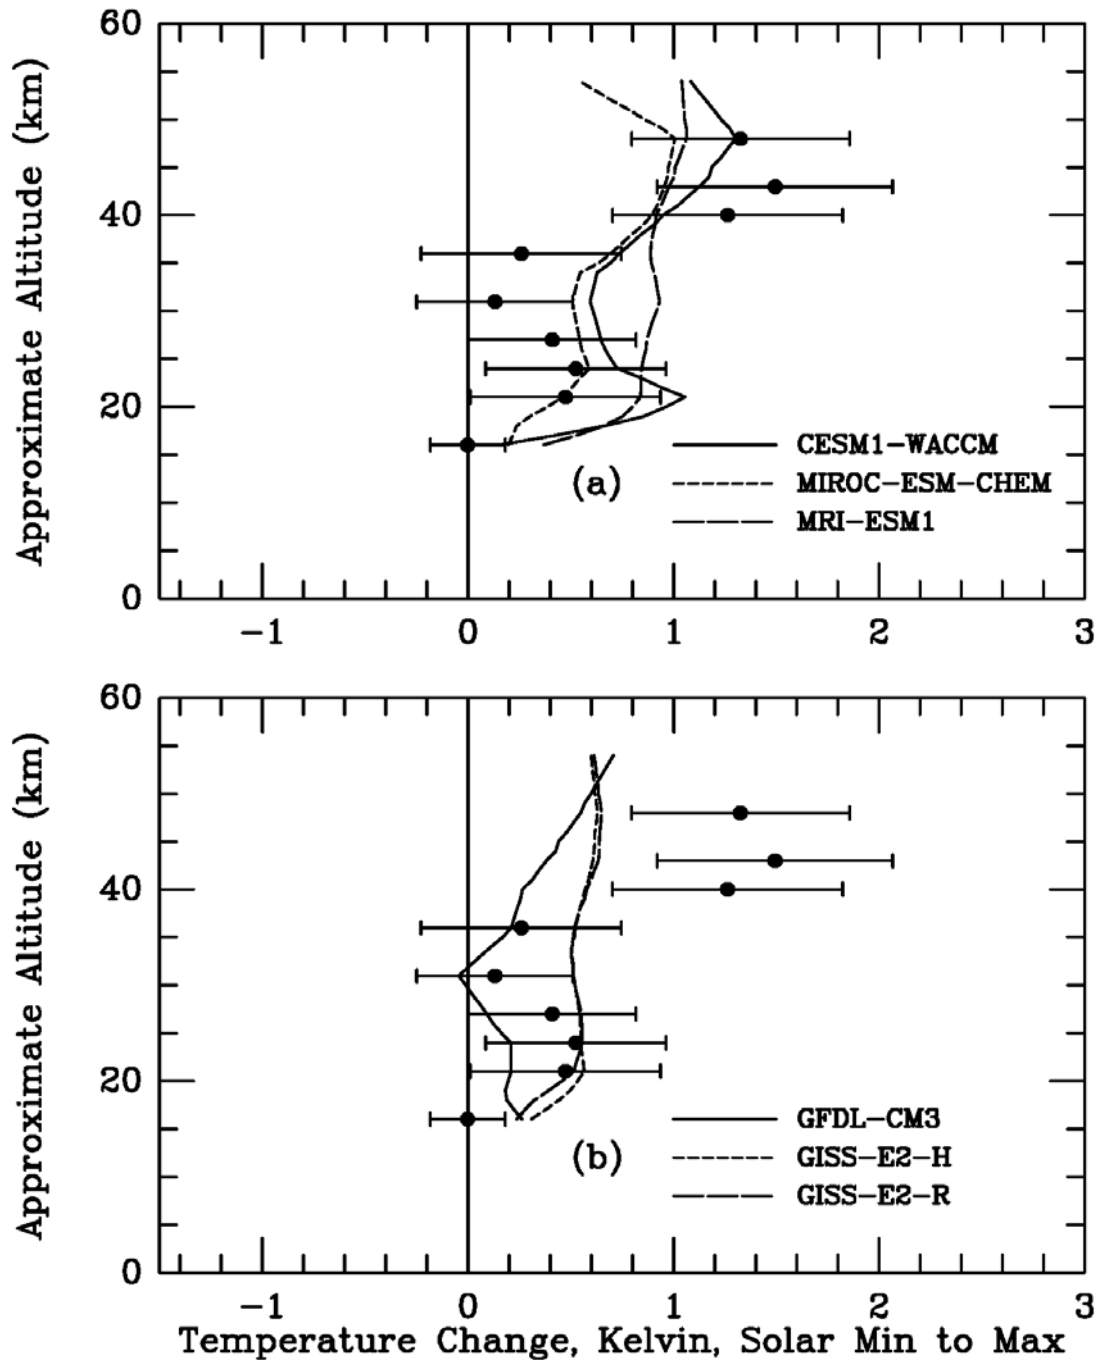 60
40
20
0
Approximate Altitude (km)
CESM1-WACCM
MIROC-ESM-CHEM
MRI-ESM1
(a)
-1 0 1 2 3
60
40
20
0
Approximate Altitude (km)
GFDL-CM3
GISS-E2-H
GISS-E2-R
(b)
-1 0 1 2 3
Temperature Change, Kelvin, Solar Min to Max